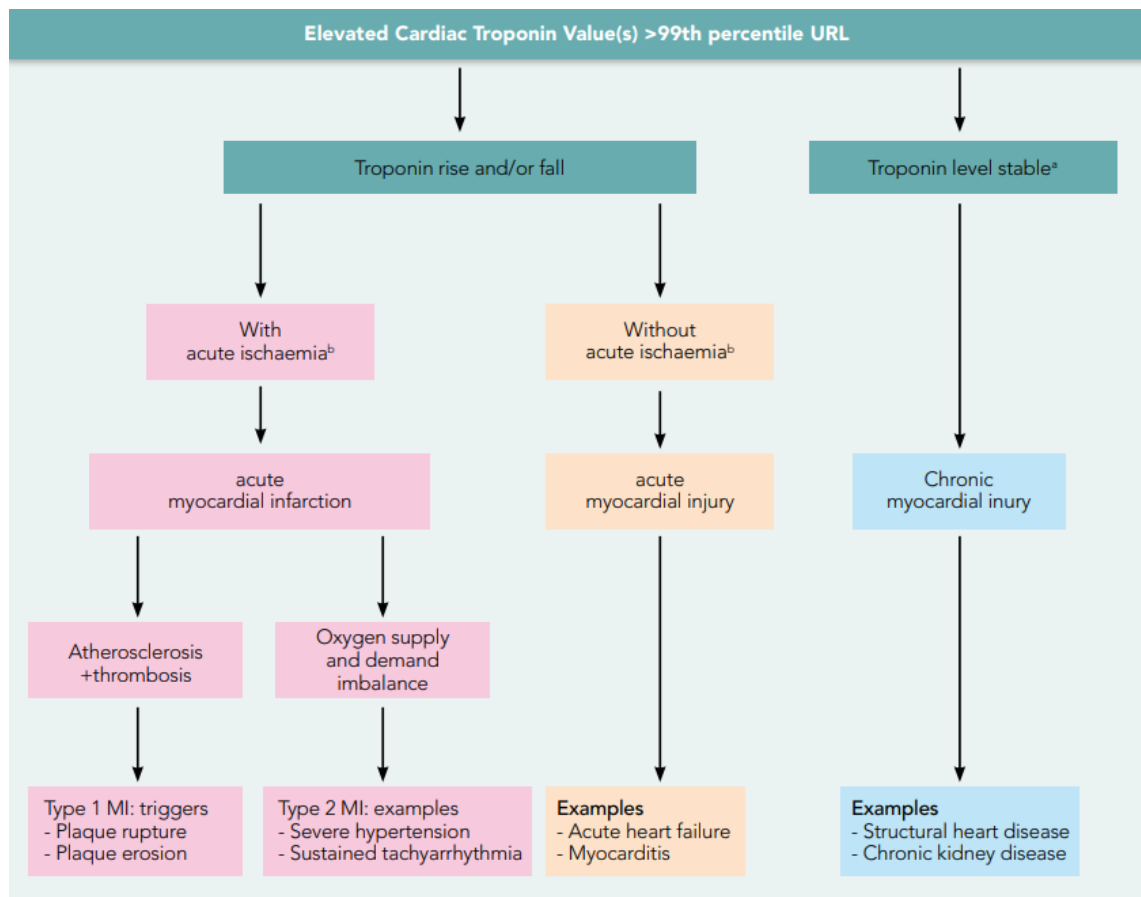 Elevated Cardiac Troponin Value(s) >99th percentile URL
Troponin rise and/or fall
Troponin level stableᵃ
With
acute ischaemiaᵇ
Without
acute ischaemiaᵇ
acute
myocardial infarction
acute
myocardial injury
Chronic
myocardial inury
Atherosclerosis
+thrombosis
Oxygen supply
and demand
imbalance
Type 1 MI: triggers
- Plaque rupture
- Plaque erosion
Type 2 MI: examples
- Severe hypertension
- Sustained tachyarrhythmia
Examples
- Acute heart failure
- Myocarditis
Examples
- Structural heart disease
- Chronic kidney disease